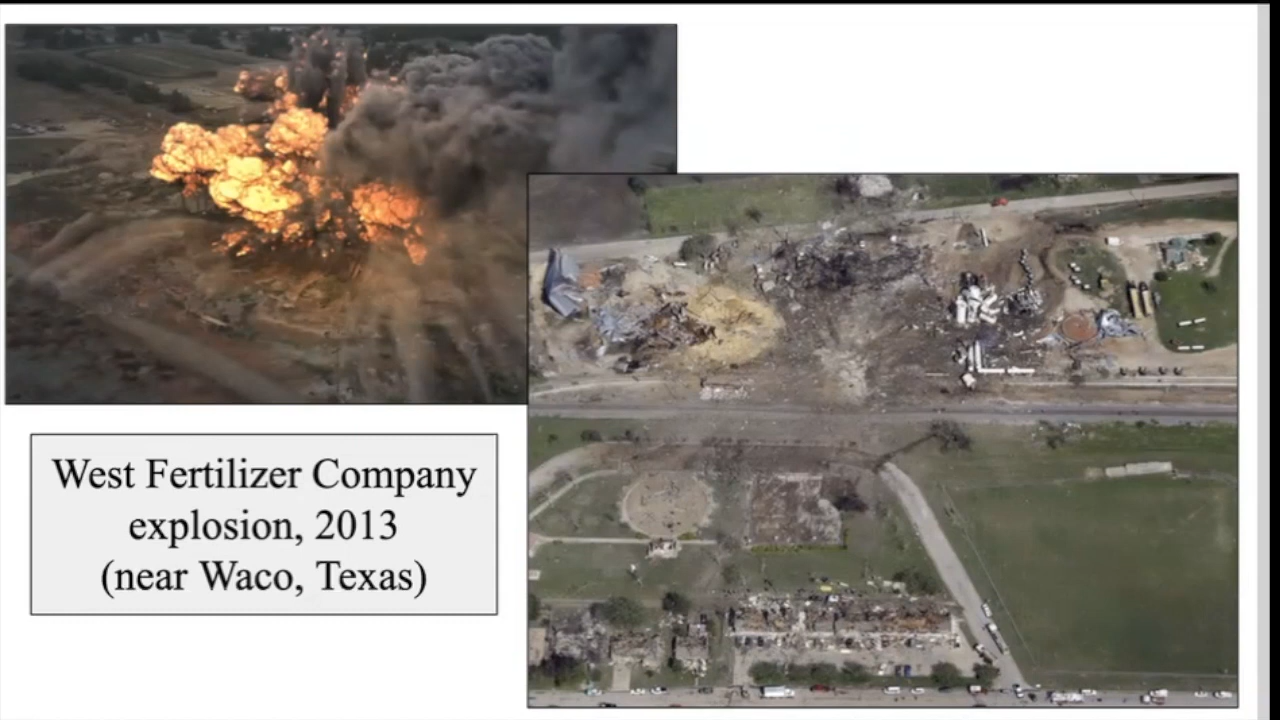 West Fertilizer Company
explosion, 2013
(near Waco, Texas)